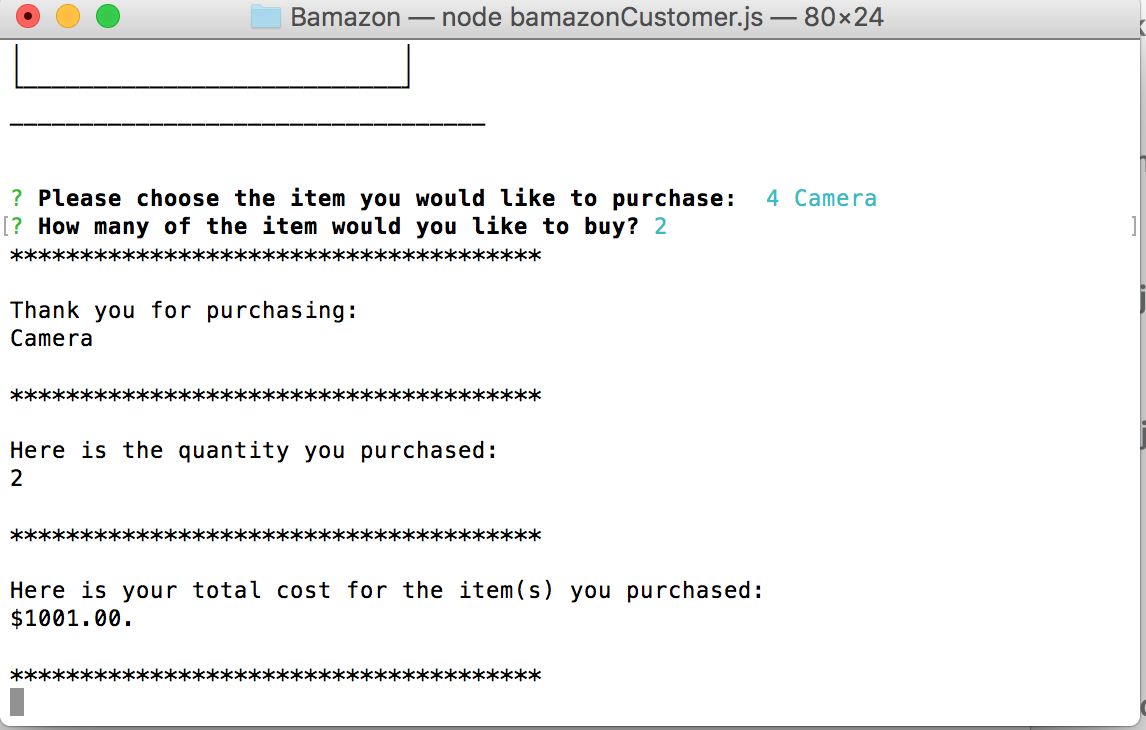 Bamazon — node bamazonCustomer.js — 80×24
? Please choose the item you would like to purchase:  4 Camera
[? How many of the item would you like to buy? 2 ]
**************************************
Thank you for purchasing:
Camera
**************************************
Here is the quantity you purchased:
2
**************************************
Here is your total cost for the item(s) you purchased:
$1001.00.
**************************************